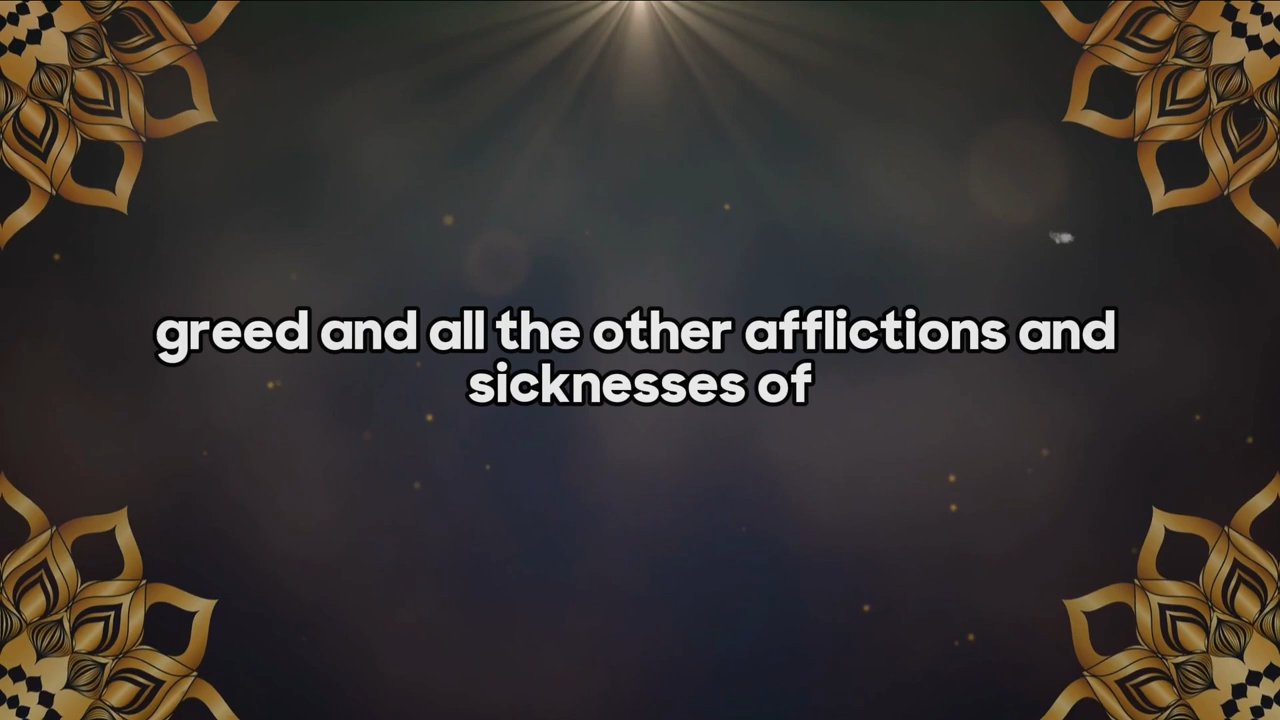 greed and all the other afflictions and
sicknesses of